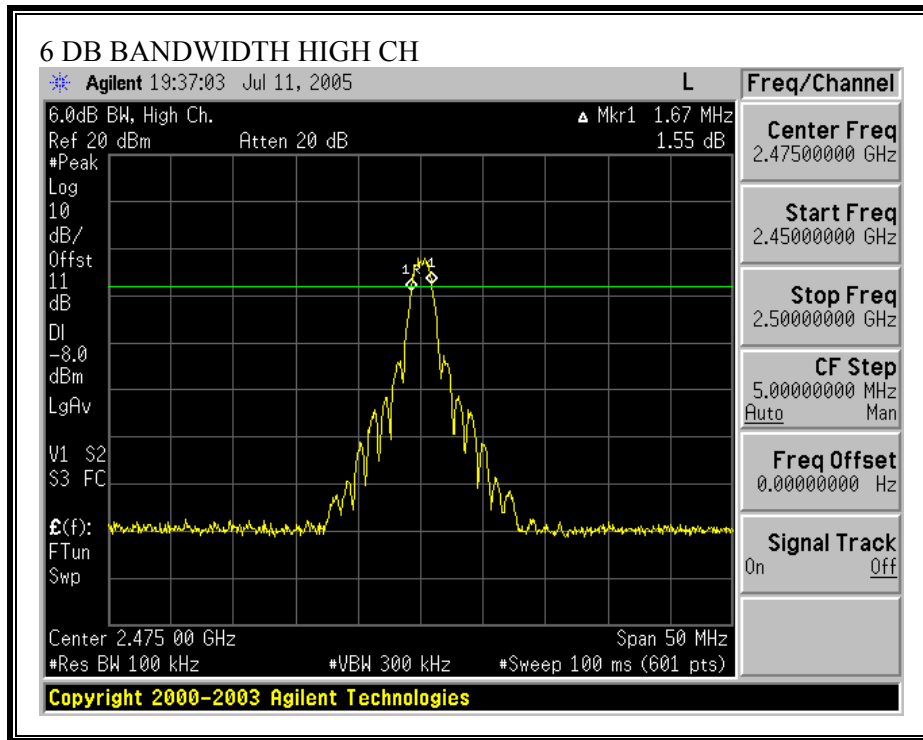 6 DB BANDWIDTH HIGH CH
Agilent 19:37:03 Jul 11, 2005 L
6.0dB BW, High Ch. Δ Mkr1 1.67 MHz
Ref 20 dBm Atten 20 dB 1.55 dB
#Peak
Log
10
dB/
Offst
11
dB
DI
-8.0
dBm
LgAv
V1 S2
S3 FC
£(f):
FTun
Swp
1R 1
Center 2.475 00 GHz Span 50 MHz
#Res BW 100 kHz #VBW 300 kHz #Sweep 100 ms (601 pts)
Copyright 2000-2003 Agilent Technologies
Freq/Channel
Center Freq
2.47500000 GHz
Start Freq
2.45000000 GHz
Stop Freq
2.50000000 GHz
CF Step
5.00000000 MHz
Auto Man
Freq Offset
0.00000000 Hz
Signal Track
On Off